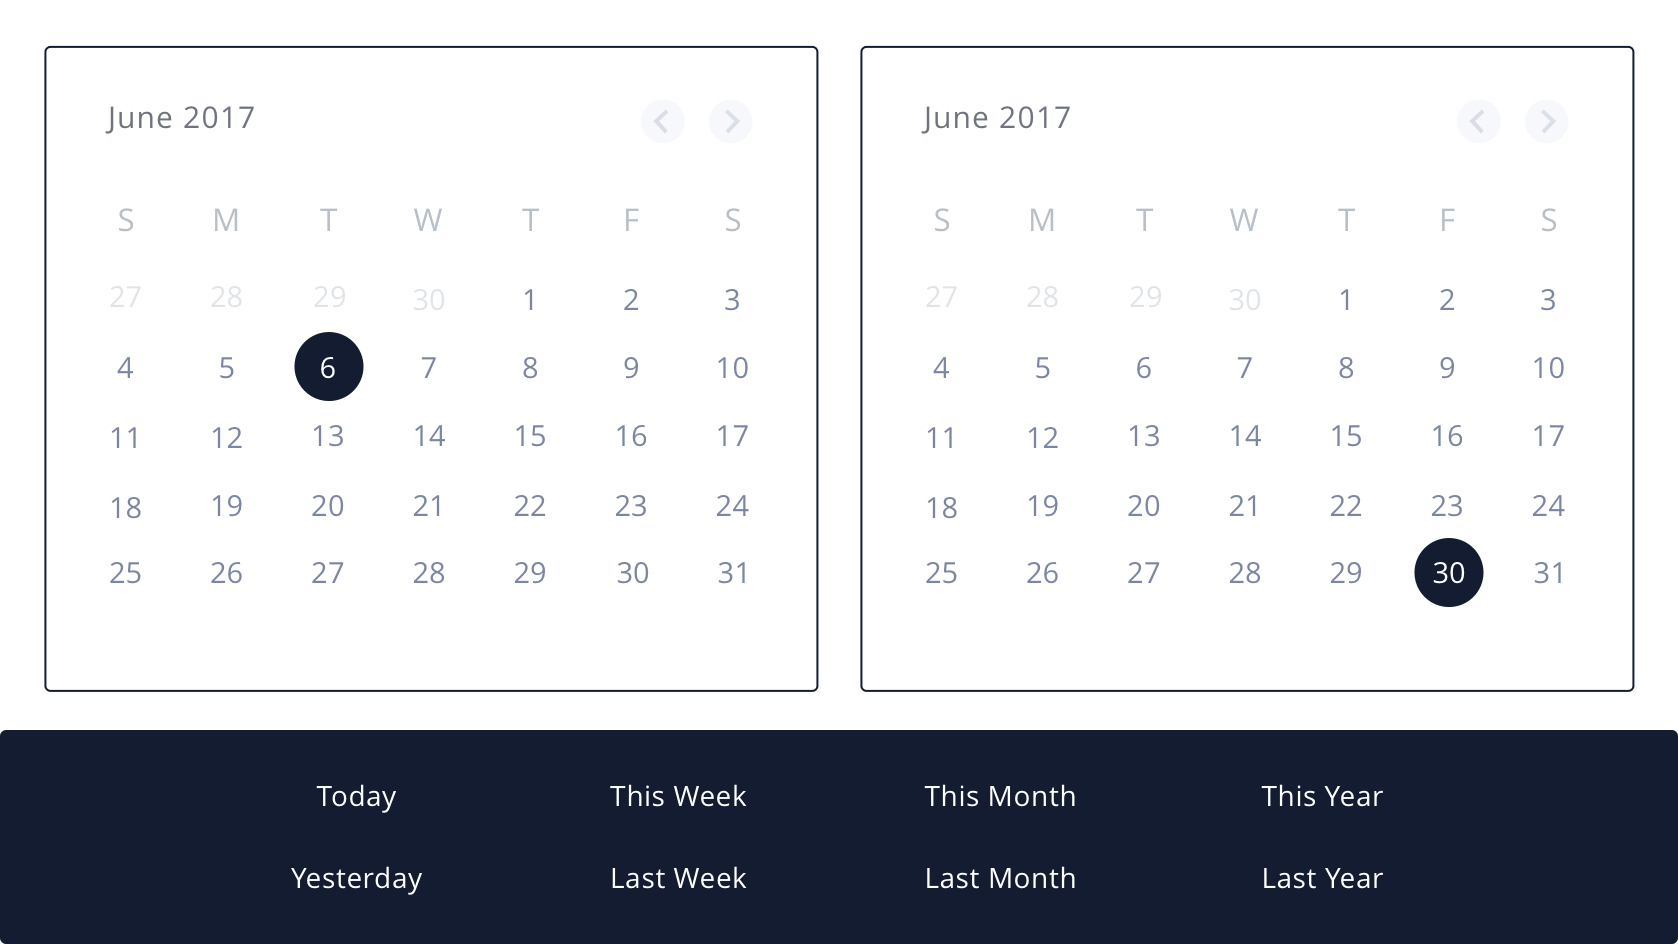 June 2017
S M T W T F S
27 28 29 30 1 2 3
4 5 6 7 8 9 10
11 12 13 14 15 16 17
18 19 20 21 22 23 24
25 26 27 28 29 30 31
June 2017
S M T W T F S
27 28 29 30 1 2 3
4 5 6 7 8 9 10
11 12 13 14 15 16 17
18 19 20 21 22 23 24
25 26 27 28 29 30 31
Today This Week This Month This Year
Yesterday Last Week Last Month Last Year